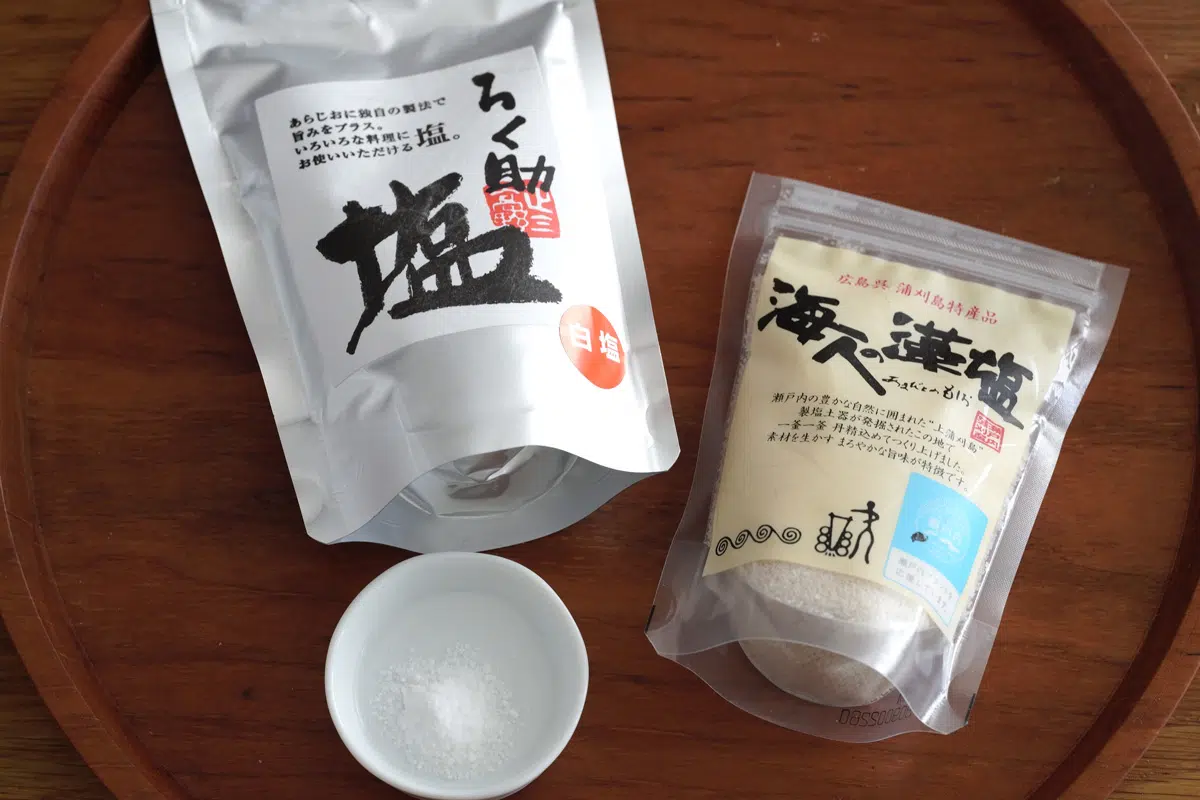 あらじおに独自の製法で
旨みをプラス。
いろいろな料理に
お使いいただける塩。
ろく助
塩
白塩
広島呉 蒲刈島特産品
海人の藻塩
あまびとのもしお
瀬戸内の豊かな自然に囲まれた"上蒲刈島"
製塩土器が発掘されたこの地で
一釜一釜 丹精込めてつくり上げました。
素材を生かす まろやかな旨味が特徴です。